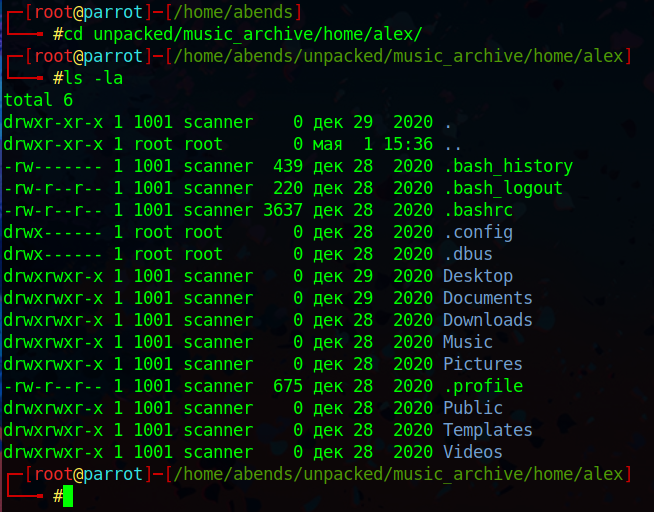 ┌─[root@parrot]─[/home/abends]
└──╼ #cd unpacked/music_archive/home/alex/
┌─[root@parrot]─[/home/abends/unpacked/music_archive/home/alex]
└──╼ #ls -la
total 6
drwxr-xr-x 1 1001 scanner    0 дек 29  2020 .
drwxr-xr-x 1 root root       0 мая  1 15:36 ..
-rw------- 1 1001 scanner  439 дек 28  2020 .bash_history
-rw-r--r-- 1 1001 scanner  220 дек 28  2020 .bash_logout
-rw-r--r-- 1 1001 scanner 3637 дек 28  2020 .bashrc
drwx------ 1 root root       0 дек 28  2020 .config
drwx------ 1 root root       0 дек 28  2020 .dbus
drwxrwxr-x 1 1001 scanner    0 дек 29  2020 Desktop
drwxrwxr-x 1 1001 scanner    0 дек 29  2020 Documents
drwxrwxr-x 1 1001 scanner    0 дек 28  2020 Downloads
drwxrwxr-x 1 1001 scanner    0 дек 28  2020 Music
drwxrwxr-x 1 1001 scanner    0 дек 28  2020 Pictures
-rw-r--r-- 1 1001 scanner  675 дек 28  2020 .profile
drwxrwxr-x 1 1001 scanner    0 дек 28  2020 Public
drwxrwxr-x 1 1001 scanner    0 дек 28  2020 Templates
drwxrwxr-x 1 1001 scanner    0 дек 28  2020 Videos
┌─[root@parrot]─[/home/abends/unpacked/music_archive/home/alex]
└──╼ #